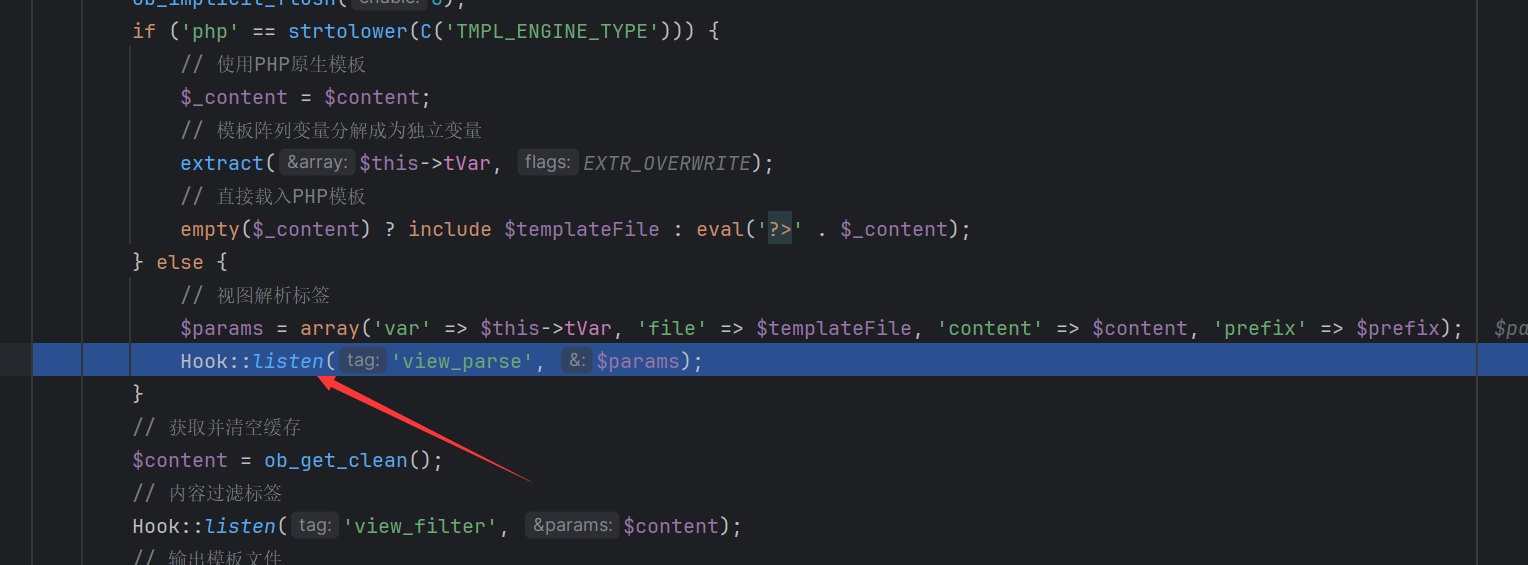 ob_implicit_flush(enable: 0);
if ('php' == strtolower(C('TMPL_ENGINE_TYPE'))) {
// 使用PHP原生模板
$_content = $content;
// 模板阵列变量分解成为独立变量
extract(&array: $this->tVar, flags: EXTR_OVERWRITE);
// 直接载入PHP模板
empty($_content) ? include $templateFile : eval('?>' . $_content);
} else {
// 视图解析标签
$params = array('var' => $this->tVar, 'file' => $templateFile, 'content' => $content, 'prefix' => $prefix); $pa
Hook::listen(tag: 'view_parse', &: $params);
}
// 获取并清空缓存
$content = ob_get_clean();
// 内容过滤标签
Hook::listen(tag: 'view_filter', &params: $content);
// 输出模板文件